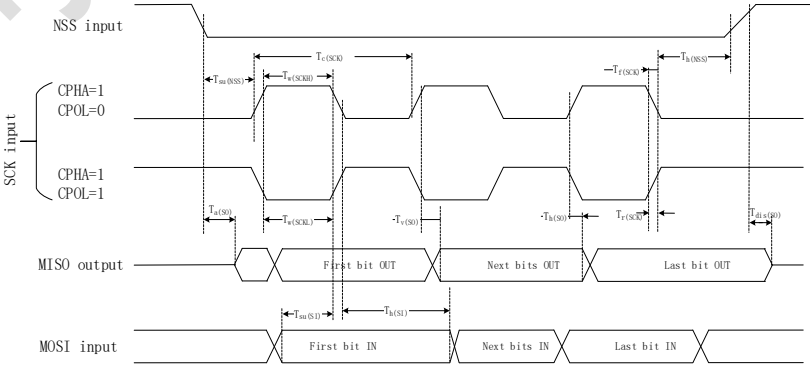 NSS input
Tc(SCK)
Tf(SCK)
Th(NSS)
Tsu(NSS)
Tw(SCKH)
CPHA=1
CPOL=0
SCK input
CPHA=1
CPOL=1
Ta(SO)
Tw(SCKL)
Tv(SO)
Th(SO)
Tr(SCK)
Tdis(SO)
MISO output
First bit OUT
Next bits OUT
Last bit OUT
Tsu(SI)
Th(SI)
MOSI input
First bit IN
Next bits IN
Last bit IN